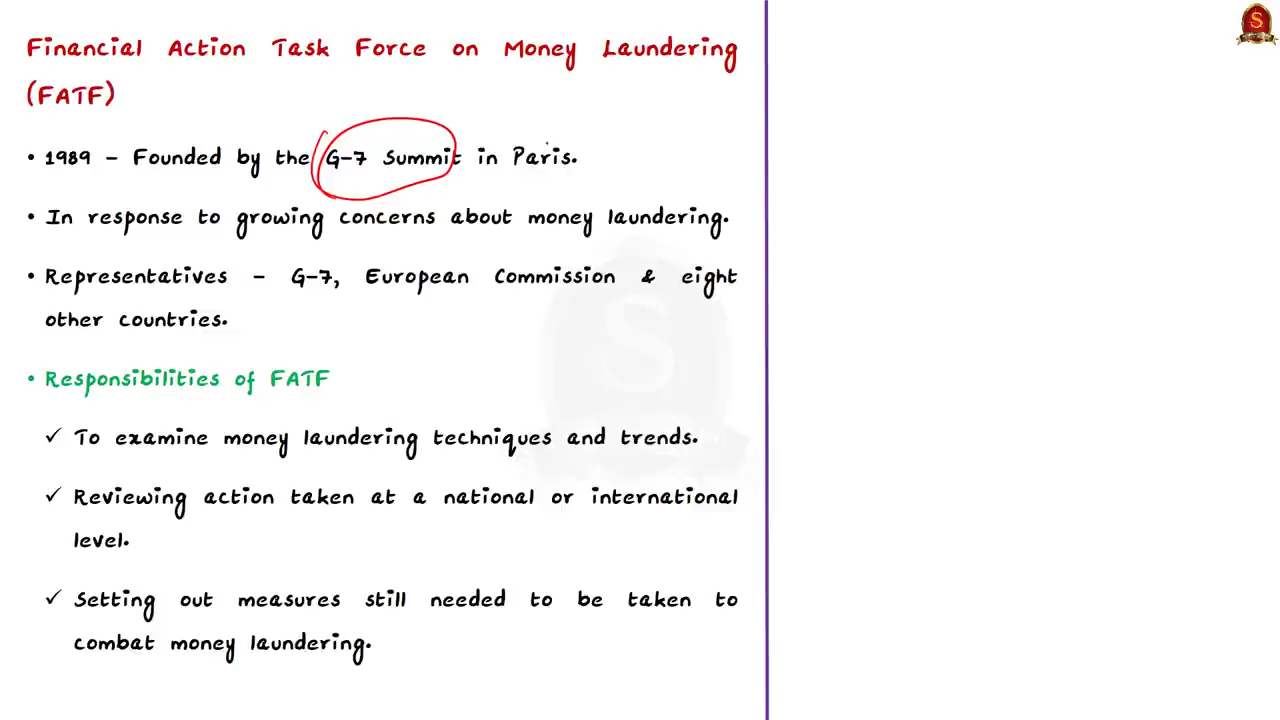 Financial Action Task Force on Money Laundering
(FATF)
• 1989 – Founded by the G-7 Summit in Paris.
• In response to growing concerns about money laundering.
• Representatives – G-7, European Commission & eight
other countries.
• Responsibilities of FATF
✓ To examine money laundering techniques and trends.
✓ Reviewing action taken at a national or international
level.
✓ Setting out measures still needed to be taken to
combat money laundering.
S